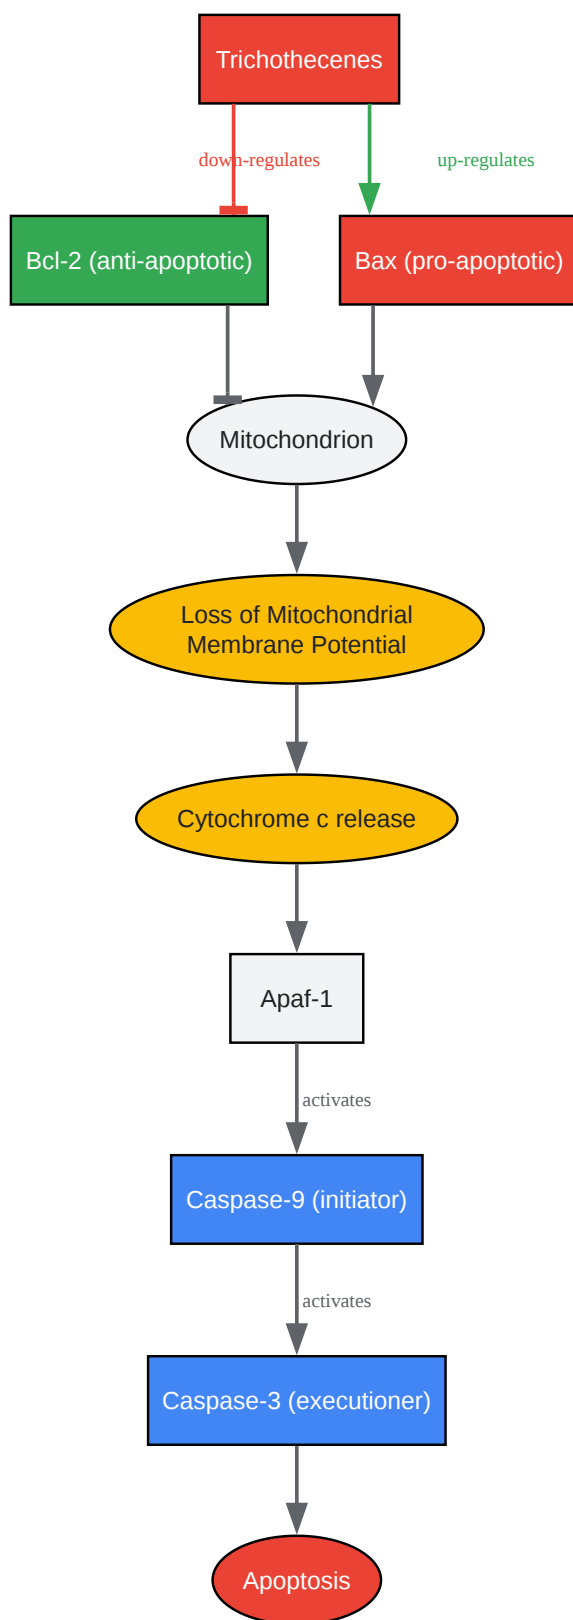 Trichothecenes
down-regulates
up-regulates
Bcl-2 (anti-apoptotic)
Bax (pro-apoptotic)
Mitochondrion
Loss of Mitochondrial
Membrane Potential
Cytochrome c release
Apaf-1
activates
Caspase-9 (initiator)
activates
Caspase-3 (executioner)
Apoptosis